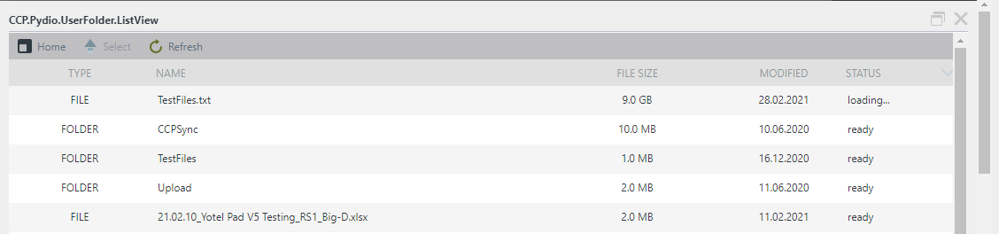 CCP.Pydio.UserFolder.ListView
Home Select Refresh
TYPE NAME FILE SIZE MODIFIED STATUS
FILE TestFiles.txt 9.0 GB 28.02.2021 loading...
FOLDER CCPSync 10.0 MB 10.06.2020 ready
FOLDER TestFiles 1.0 MB 16.12.2020 ready
FOLDER Upload 2.0 MB 11.06.2020 ready
FILE 21.02.10_Yotel Pad V5 Testing_RS1_Big-D.xlsx 2.0 MB 11.02.2021 ready